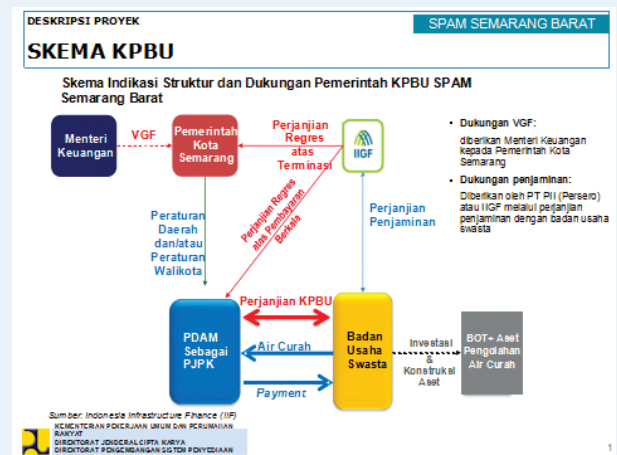 DESKRIPSI PROYEK
SPAM SEMARANG BARAT
SKEMA KPBU
Skema Indikasi Struktur dan Dukungan Pemerintah KPBU SPAM
Semarang Barat
Menteri
Keuangan
VGF
Pemerintah
Kota
Semarang
Perjanjian
Regres
atas
Terminasi
IIGF
• Dukungan VGF:
diberikan Menteri Keuangan
kepada Pemerintah Kota
Semarang
• Dukungan penjaminan:
Diberikan oleh PT PII (Persero)
atau IIGF melalui perjanjian
penjaminan dengan badan usaha
swasta
Peraturan
Daerah
dan/atau
Peraturan
Walikota
Perjanjian Regres
atas Pembayaran
Berkala
Perjanjian
Penjaminan
PDAM
Sebagai
PJPK
Perjanjian KPBU
Air Curah
Payment
Badan
Usaha
Swasta
Investasi
&
Konstruksi
Aset
BOT+ Aset
Pengolahan
Air Curah
Sumber: Indonesia Infrastructure Finance (IIF)
KEMENTERIAN PEKERJAAN UMUM DAN PERUMAHAN
RAKYAT
DIREKTORAT JENDERAL CIPTA KARYA
DIREKTORAT PENGEMBANGAN SISTEM PENYEDIAAN
1